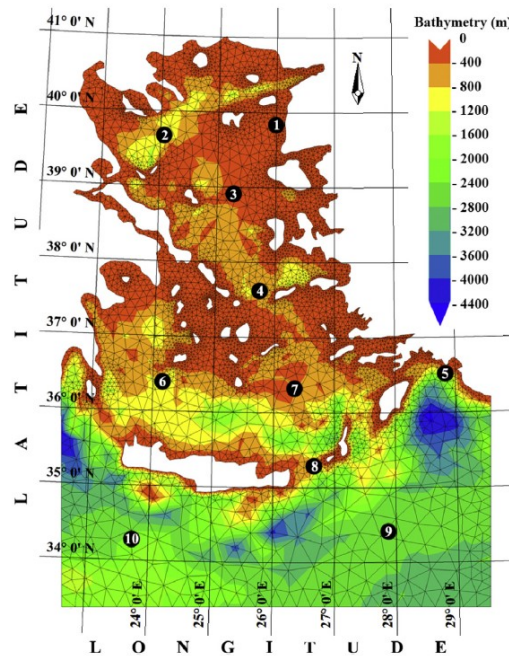 Bathymetry (m)
0
- 400
- 800
- 1200
- 1600
- 2000
- 2400
- 2800
- 3200
- 3600
- 4000
- 4400
N
41° 0' N
40° 0' N
39° 0' N
38° 0' N
37° 0' N
36° 0' N
35° 0' N
34° 0' N
LATITUDE
1
2
3
4
5
6
7
8
9
10
24° 0' E
25° 0' E
26° 0' E
27° 0' E
28° 0' E
29° 0' E
LONGITUDE